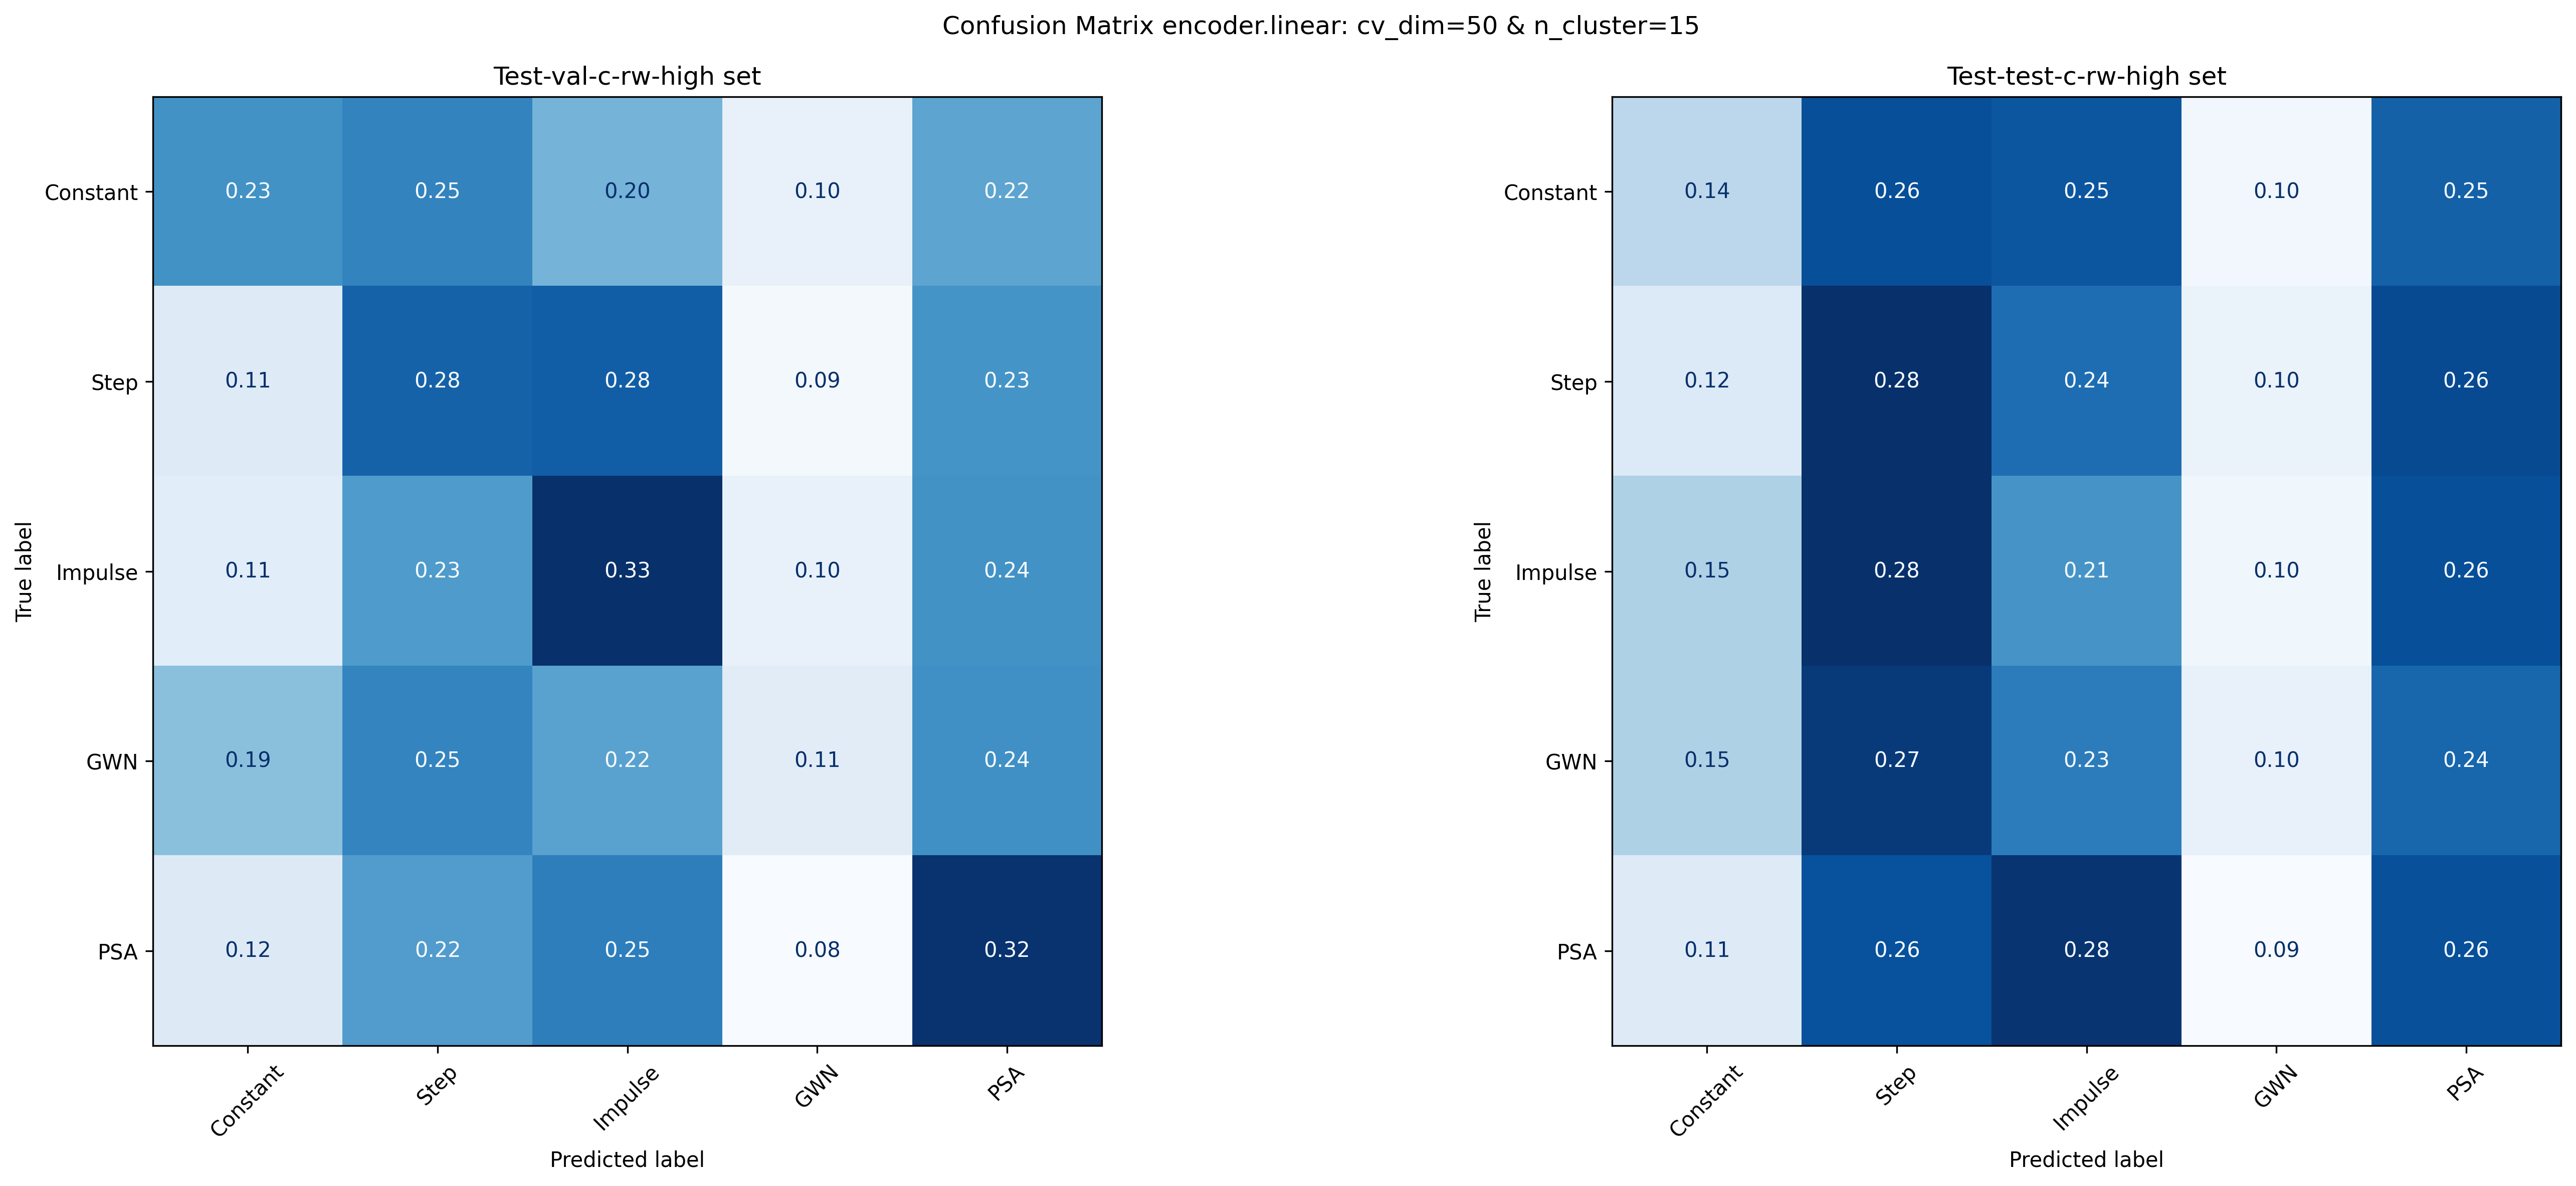 Confusion Matrix encoder.linear: cv_dim=50 & n_cluster=15
Test-val-c-rw-high set
True label
Constant 0.23 0.25 0.20 0.10 0.22
Step 0.11 0.28 0.28 0.09 0.23
Impulse 0.11 0.23 0.33 0.10 0.24
GWN 0.19 0.25 0.22 0.11 0.24
PSA 0.12 0.22 0.25 0.08 0.32
Constant Step Impulse GWN PSA
Predicted label
Test-test-c-rw-high set
True label
Constant 0.14 0.26 0.25 0.10 0.25
Step 0.12 0.28 0.24 0.10 0.26
Impulse 0.15 0.28 0.21 0.10 0.26
GWN 0.15 0.27 0.23 0.10 0.24
PSA 0.11 0.26 0.28 0.09 0.26
Constant Step Impulse GWN PSA
Predicted label